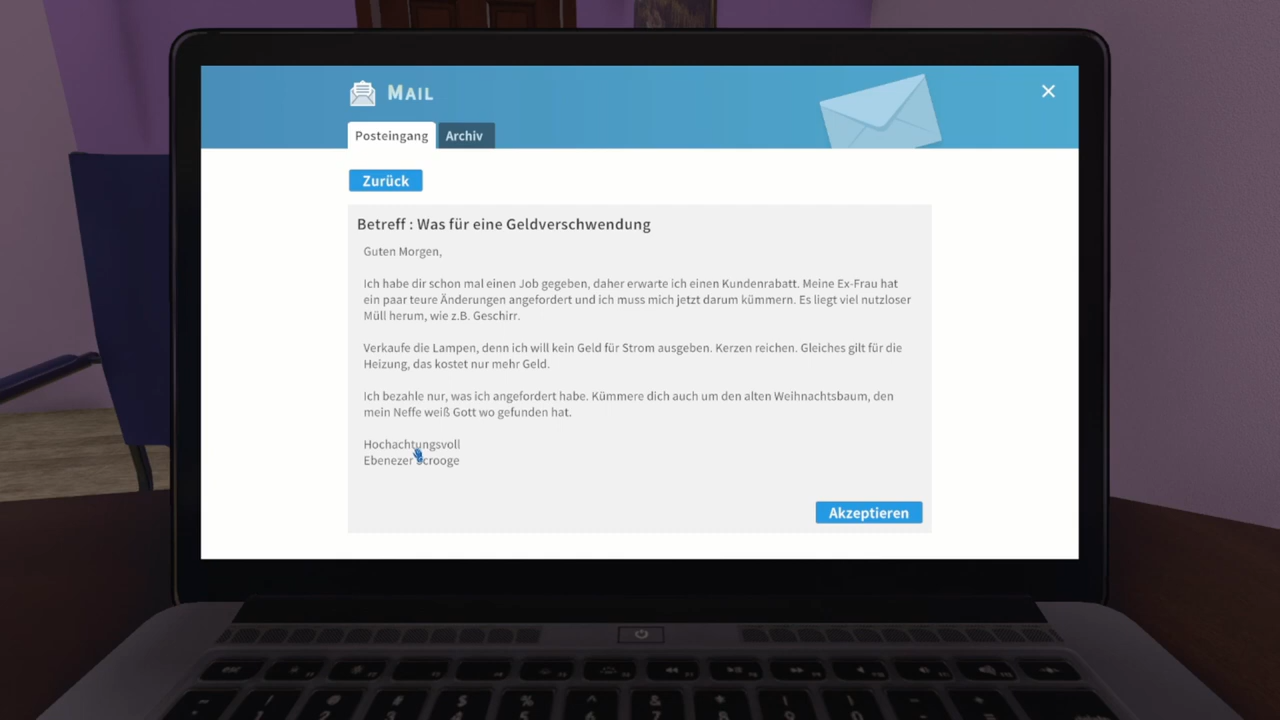 MAIL
Posteingang Archiv
Zurück
Betreff : Was für eine Geldverschwendung
Guten Morgen,
Ich habe dir schon mal einen Job gegeben, daher erwarte ich einen Kundenrabatt. Meine Ex-Frau hat
ein paar teure Änderungen angefordert und ich muss mich jetzt darum kümmern. Es liegt viel nutzloser
Müll herum, wie z.B. Geschirr.
Verkaufe die Lampen, denn ich will kein Geld für Strom ausgeben. Kerzen reichen. Gleiches gilt für die
Heizung, das kostet nur mehr Geld.
Ich bezahle nur, was ich angefordert habe. Kümmere dich auch um den alten Weihnachtsbaum, den
mein Neffe weiß Gott wo gefunden hat.
Hochachtungsvoll
Ebenezer Scrooge
Akzeptieren